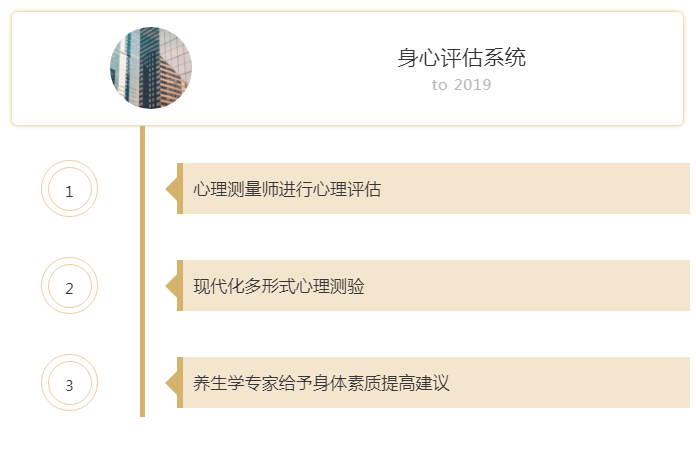 身心评估系统
to 2019
1
心理测量师进行心理评估
2
现代化多形式心理测验
3
养生学专家给予身体素质提高建议